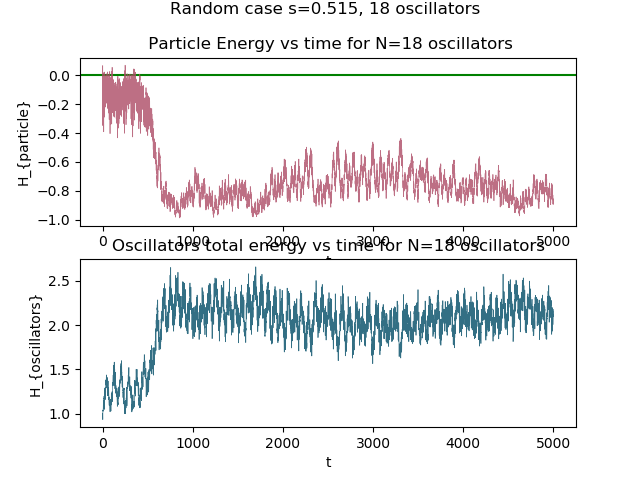 Random case s=0.515, 18 oscillators
Particle Energy vs time for N=18 oscillators
H_{particle}
0.0
−0.2
−0.4
−0.6
−0.8
−1.0
0 1000 2000 3000 4000 5000
t
Oscillators total energy vs time for N=18 oscillators
H_{oscillators}
2.5
2.0
1.5
1.0
0 1000 2000 3000 4000 5000
t